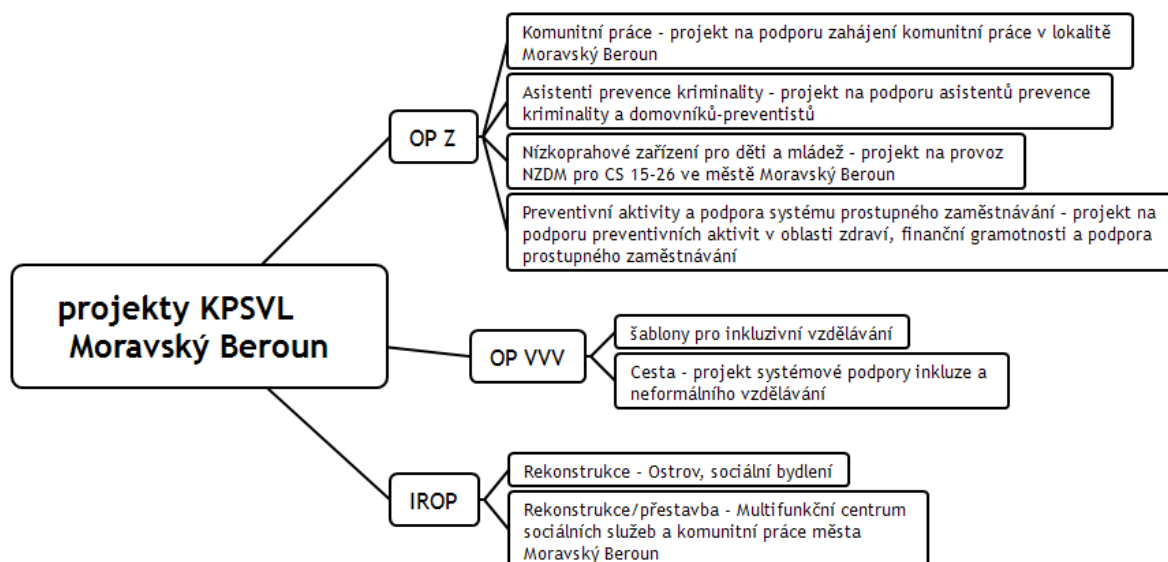 projekty KPSVL
Moravský Beroun
OP Z
Komunitní práce - projekt na podporu zahájení komunitní práce v lokalitě
Moravský Beroun
Asistenti prevence kriminality - projekt na podporu asistentů prevence
kriminality a domovníků-preventistů
Nízkoprahové zařízení pro děti a mládež - projekt na provoz
NZDM pro CS 15-26 ve městě Moravský Beroun
Preventivní aktivity a podpora systému prostupného zaměstnávání - projekt na
podporu preventivních aktivit v oblasti zdraví, finanční gramotnosti a podpora
prostupného zaměstnávání
OP VVV
šablony pro inkluzivní vzdělávání
Cesta - projekt systémové podpory inkluze a
neformálního vzdělávání
IROP
Rekonstrukce - Ostrov, sociální bydlení
Rekonstrukce/přestavba - Multifunkční centrum
sociálních služeb a komunitní práce města
Moravský Beroun